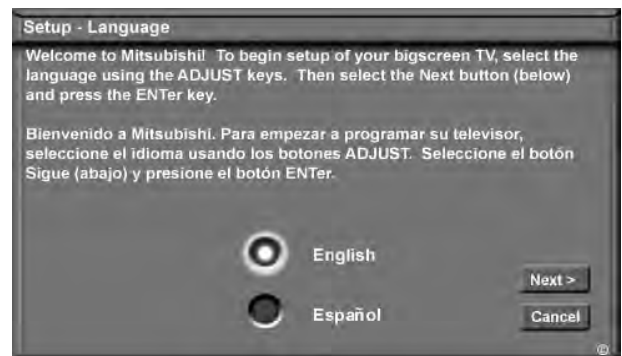 Setup - Language
Welcome to Mitsubishi! To begin setup of your bigscreen TV, select the
language using the ADJUST keys. Then select the Next button (below)
and press the ENTer key.
Bienvenido a Mitsubishi. Para empezar a programar su televisor,
seleccione el idioma usando los botones ADJUST. Seleccione el botón
Sigue (abajo) y presione el botón ENTer.
English
Next >
Español
Cancel
©